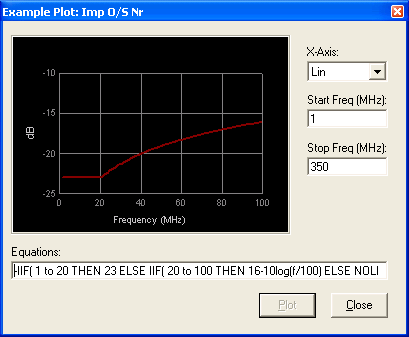 Example Plot: Imp O/S Nr
-10
-15
-20
-25
dB
0 20 40 60 80 100
Frequency (MHz)
X-Axis:
Lin
Start Freq (MHz):
1
Stop Freq (MHz):
350
Equations:
-IIF( 1 to 20 THEN 23 ELSE IIF( 20 to 100 THEN 16-10log(f/100) ELSE NOLI
Plot Close